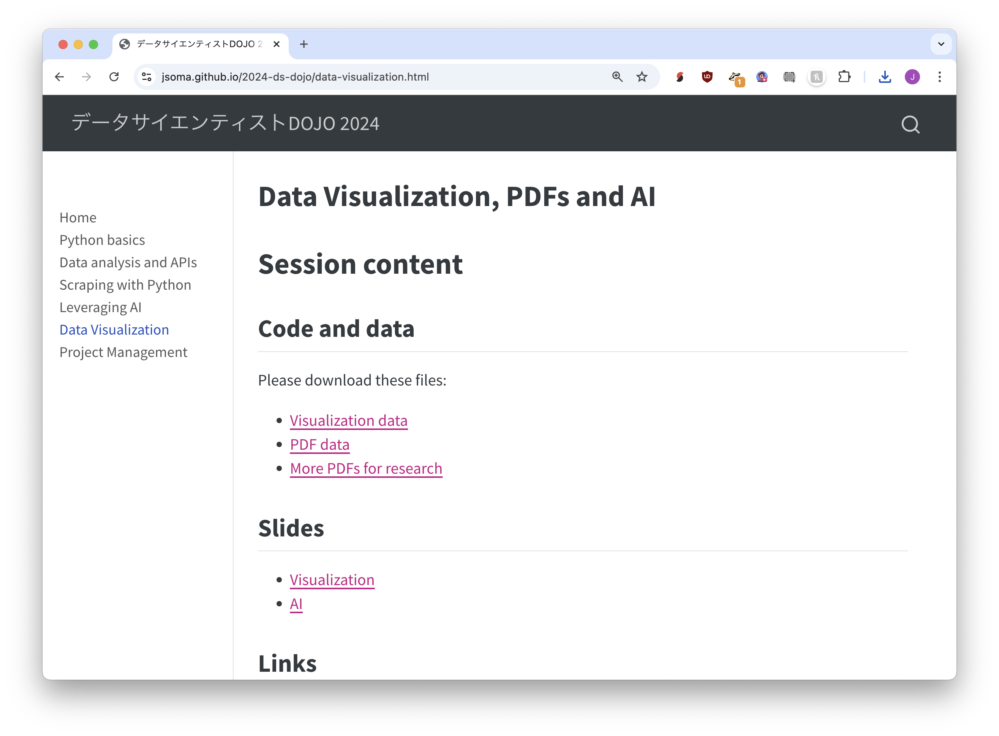 データサイエンティストDOJO 2
jsoma.github.io/2024-ds-dojo/data-visualization.html
1
J
データサイエンティストDOJO 2024
Home
Python basics
Data analysis and APIs
Scraping with Python
Leveraging AI
Data Visualization
Project Management
Data Visualization, PDFs and AI
Session content
Code and data
Please download these files:
Visualization data
PDF data
More PDFs for research
Slides
Visualization
AI
Links